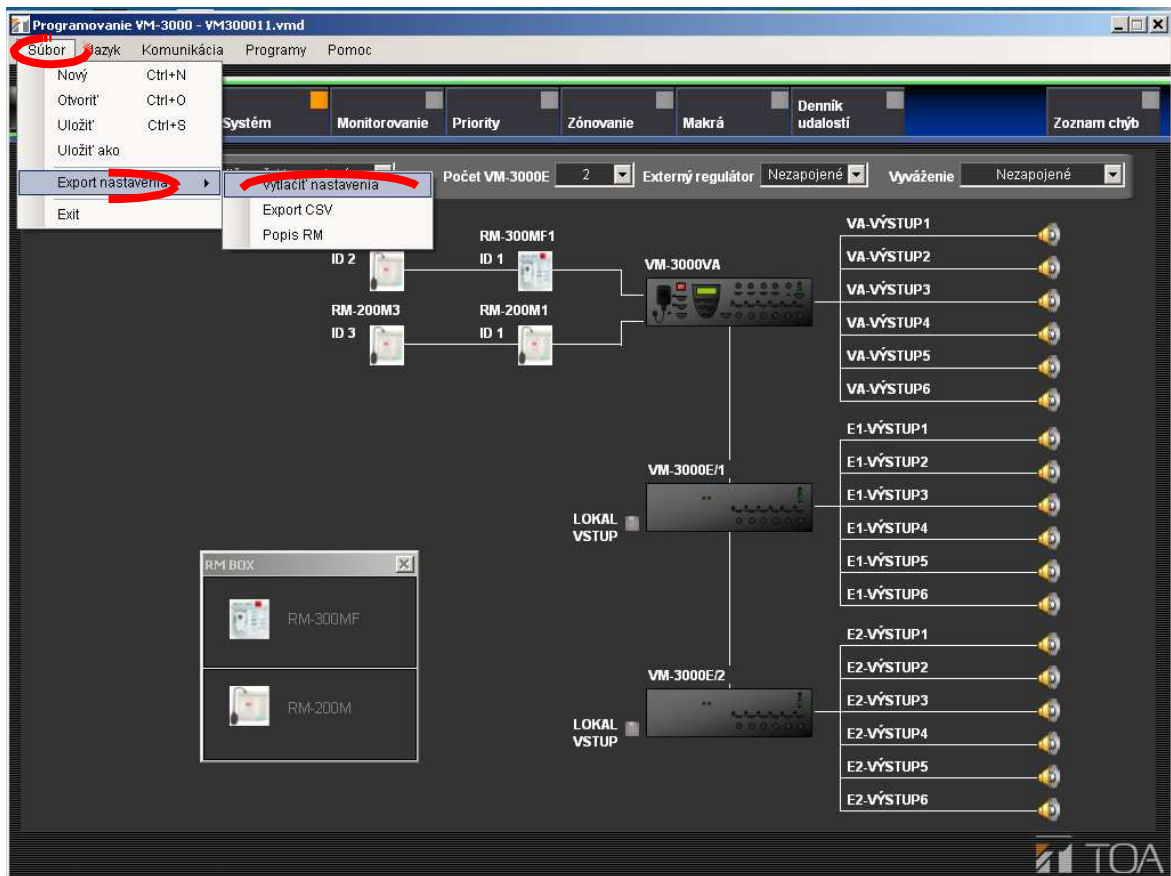 Programovanie VM-3000 - VM300011.vmd
Súbor Jazyk Komunikácia Programy Pomoc
Nový Ctrl+N
Otvoriť Ctrl+O
Uložiť Ctrl+S
Uložiť ako
Export nastavenia
Exit
Vytlačiť nastavenia
Export CSV
Popis RM
Systém Monitorovanie Priority Zónovanie Makrá Denník udalostí Zoznam chýb
Počet VM-3000E 2 Externý regulátor Nezapojené Vyváženie Nezapojené
RM-300MF1
ID 2 ID 1
RM-200M3 RM-200M1
ID 3 ID 1
VM-3000VA
VA-VÝSTUP1
VA-VÝSTUP2
VA-VÝSTUP3
VA-VÝSTUP4
VA-VÝSTUP5
VA-VÝSTUP6
VM-3000E/1
LOKAL
VSTUP
E1-VÝSTUP1
E1-VÝSTUP2
E1-VÝSTUP3
E1-VÝSTUP4
E1-VÝSTUP5
E1-VÝSTUP6
RM BOX
RM-300MF
RM-200M
VM-3000E/2
LOKAL
VSTUP
E2-VÝSTUP1
E2-VÝSTUP2
E2-VÝSTUP3
E2-VÝSTUP4
E2-VÝSTUP5
E2-VÝSTUP6
TOA